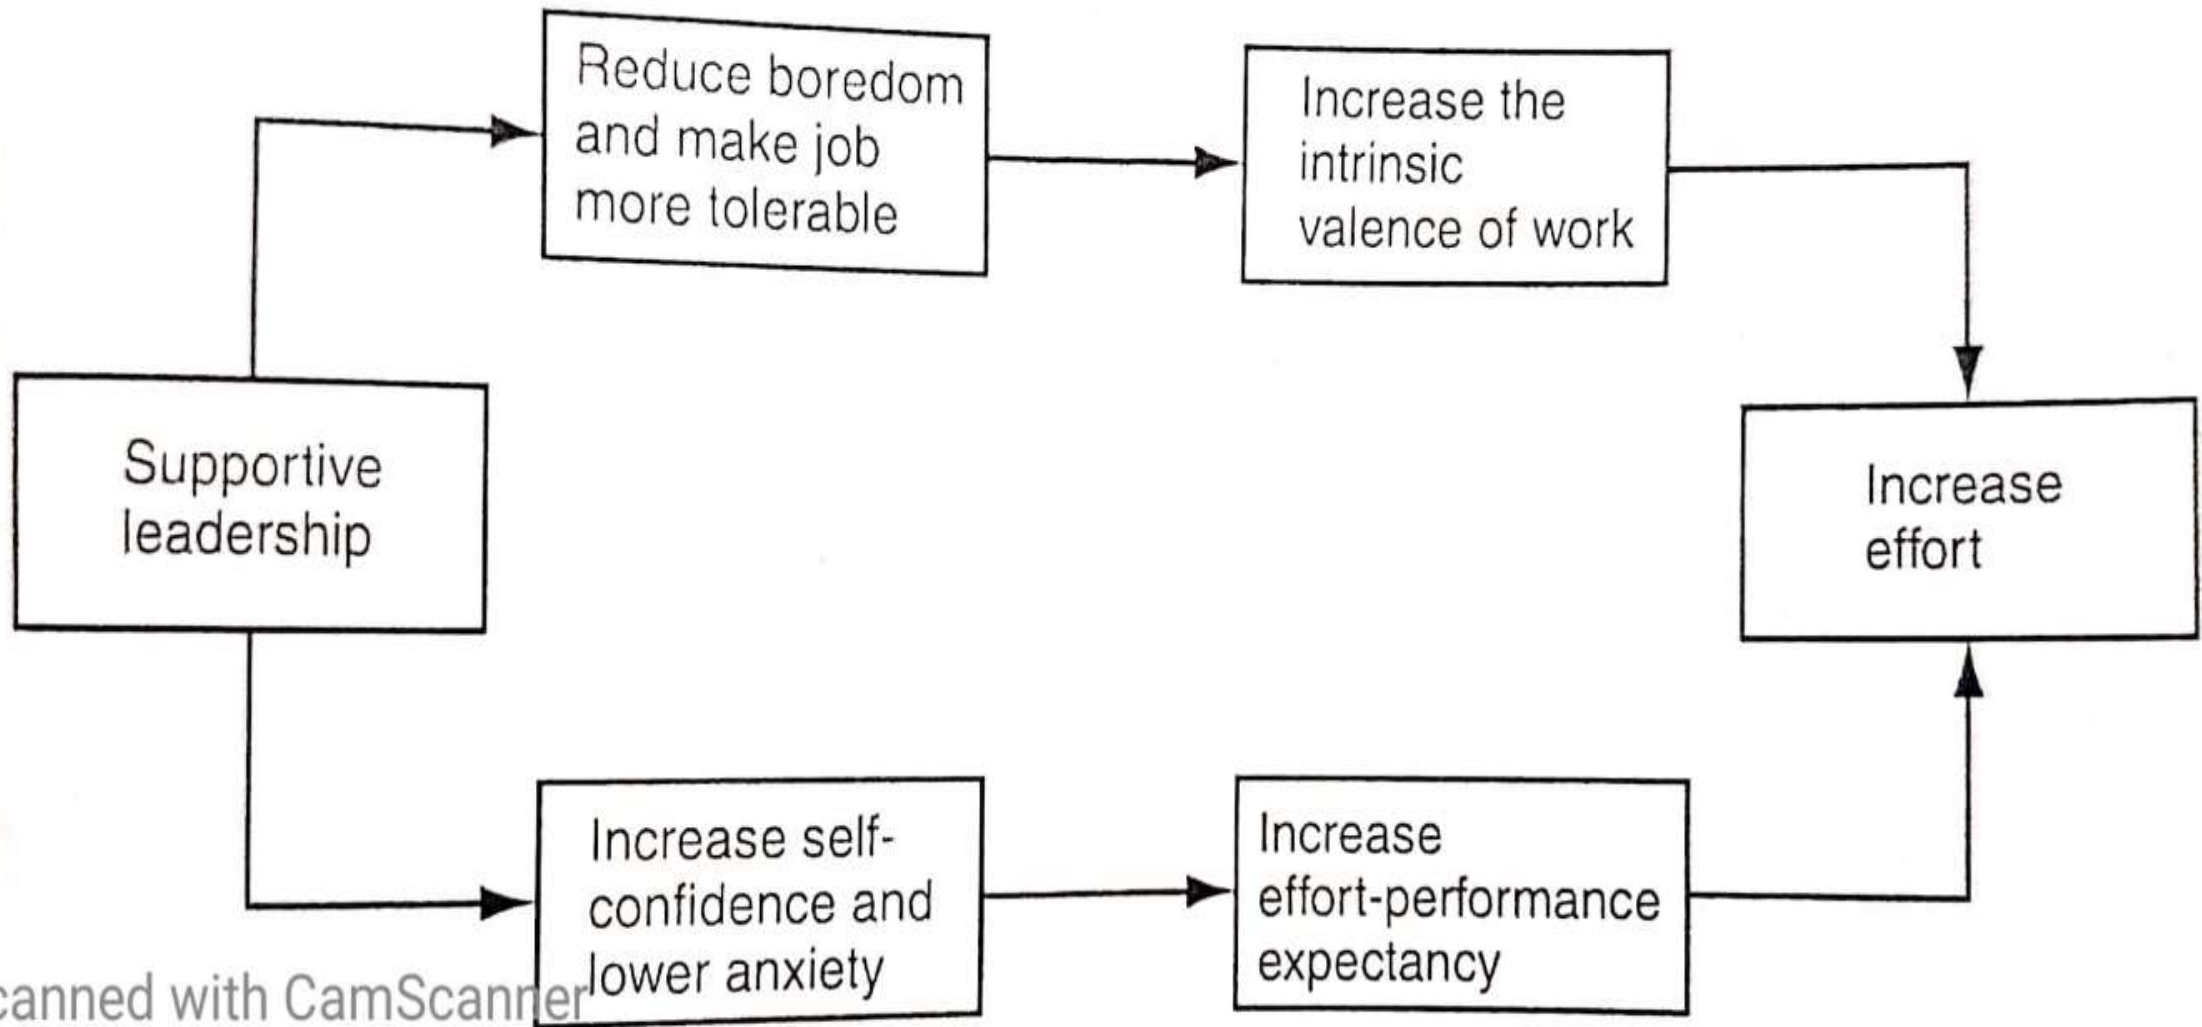 Reduce boredom
and make job
more tolerable
Increase the
intrinsic
valence of work
Supportive
leadership
Increase
effort
Increase self-
confidence and
lower anxiety
Increase
effort-performance
expectancy
canned with CamScanner